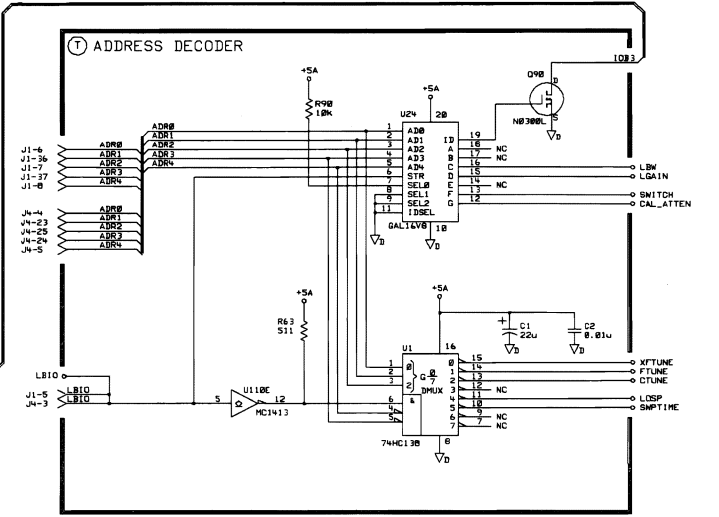 T ADDRESS DECODER
IOB3
+5A
R90
10K
+5A
Q90
D
S
N0300L
D
U24
20
ADR0
ADR1
ADR2
ADR3
ADR4
J1-6 ADR0
J1-36 ADR1
J1-7 ADR2
J1-37 ADR3
J1-8 ADR4
J4-4 ADR0
J4-23 ADR1
J4-25 ADR2
J4-24 ADR3
J4-5 ADR4
1 AD0
2 AD1
3 AD2
4 AD3
5 AD4
6 STR
7 SEL0
8 SEL1
9 SEL2
11 IDSEL
ID 19
A 18 NC
B 17 NC
C 16 LBW
D 15 LGAIN
E 14 NC
F 13 SWITCH
G 12 CAL_ATTEN
GAL16V8 10
D
D
+5A
R63
511
+5A
+
C1
22u
D
C2
0.01u
D
U1 16
1 0
2
3 2
} G 0/7
DMUX
6 &
4
5
0 15 XFTUNE
1 14 FTUNE
2 13 CTUNE
3 12 NC
4 11 LDSP
5 10 SWPTIME
6 9 NC
7 7 NC
74HC138 8
D
LBIO
J1-5 LBIO
J4-3 LBIO
5 U110E 12
Ω
MC1413